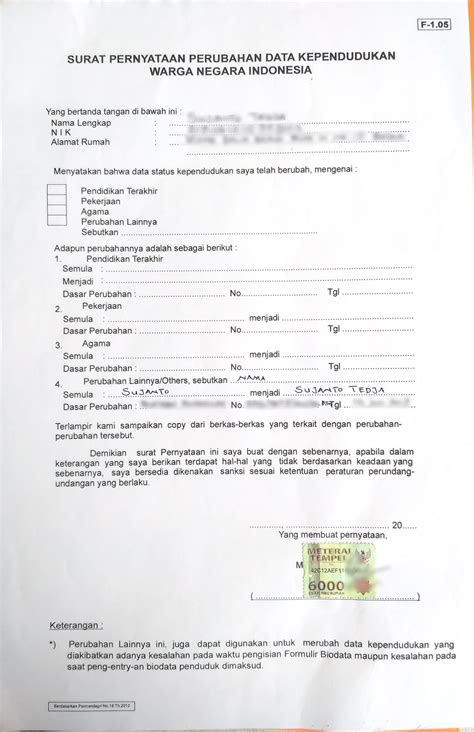 F-1.05
SURAT PERNYATAAN PERUBAHAN DATA KEPENDUDUKAN
WARGA NEGARA INDONESIA
Yang bertanda tangan di bawah ini :
Nama Lengkap :
N I K :
Alamat Rumah :
Menyatakan bahwa data status kependudukan saya telah berubah, mengenai :
Pendidikan Terakhir
Pekerjaan
Agama
Perubahan Lainnya
Sebutkan ..................................................
Adapun perubahannya adalah sebagai berikut :
1. Pendidikan Terakhir
Semula : ..................................................
Menjadi : ..................................................
Dasar Perubahan : .......................... No.......................... Tgl ....................
2. Pekerjaan
Semula : .......................................... menjadi ..........................................
Dasar Perubahan : .......................... No.......................... Tgl ....................
3. Agama
Semula : .......................................... menjadi ..........................................
Dasar Perubahan : .......................... No.......................... Tgl ....................
4. Perubahan Lainnya/Others, sebutkan ..NAMA..........
Semula : SUJANTO menjadi SUJANTO TEDJA
Dasar Perubahan : No. Tgl
Terlampir kami sampaikan copy dari berkas-berkas yang terkait dengan perubahan-
perubahan tersebut.
Demikian surat Pernyataan ini saya buat dengan sebenarnya, apabila dalam
keterangan yang saya berikan terdapat hal-hal yang tidak berdasarkan keadaan yang
sebenarnya, saya bersedia dikenakan sanksi sesuai ketentuan peraturan perundang-
undangan yang berlaku.
................................., .................... 20......
Yang membuat pernyataan,
METERAI
TEMPEL
6000
ENAM RIBU RUPIAH
(..................................................)
Keterangan :
*) Perubahan Lainnya ini, juga dapat digunakan untuk merubah data kependudukan yang
diakibatkan adanya kesalahan pada waktu pengisian Formulir Biodata maupun kesalahan pada
saat peng-entry-an biodata penduduk dimaksud.
Berdasarkan Permendagri No.18 Th 2010